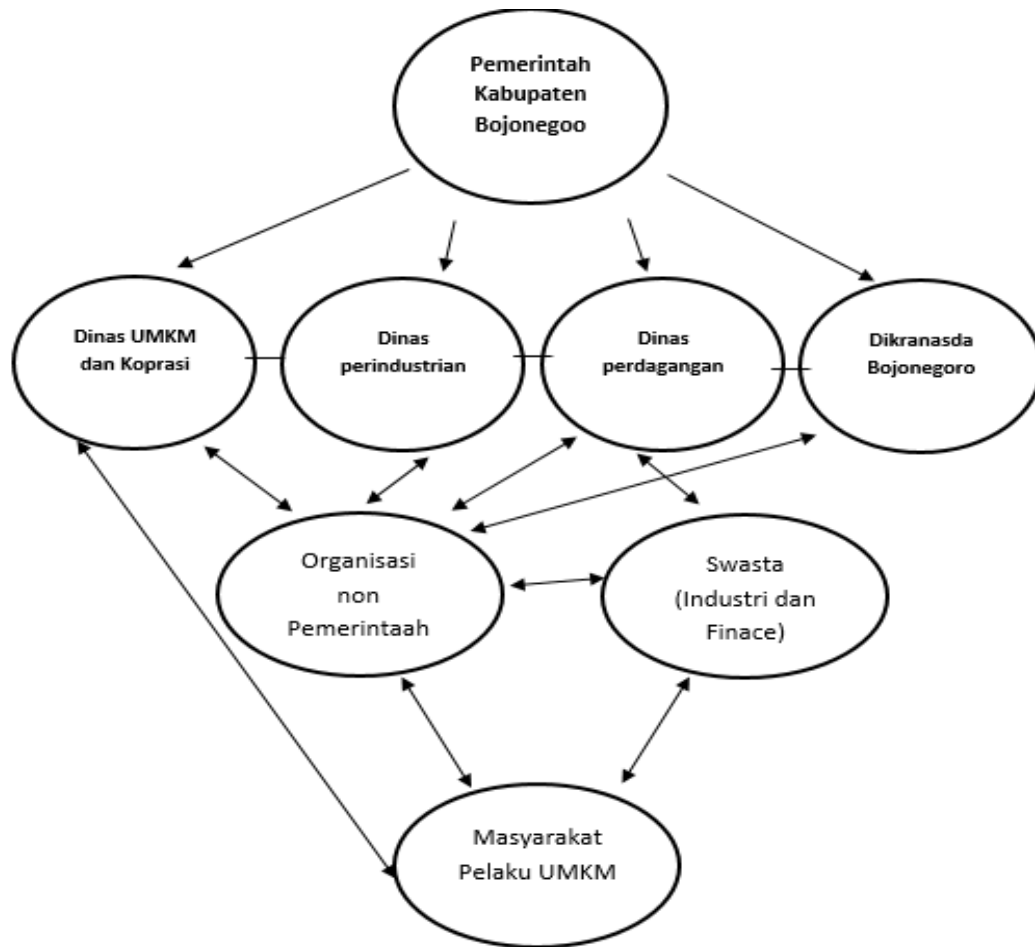 Pemerintah
Kabupaten
Bojonegoo
Dinas UMKM
dan Koprasi
Dinas
perindustrian
Dinas
perdagangan
Dikranasda
Bojonegoro
Organisasi
non
Pemerintaah
Swasta
(Industri dan
Finace)
Masyarakat
Pelaku UMKM